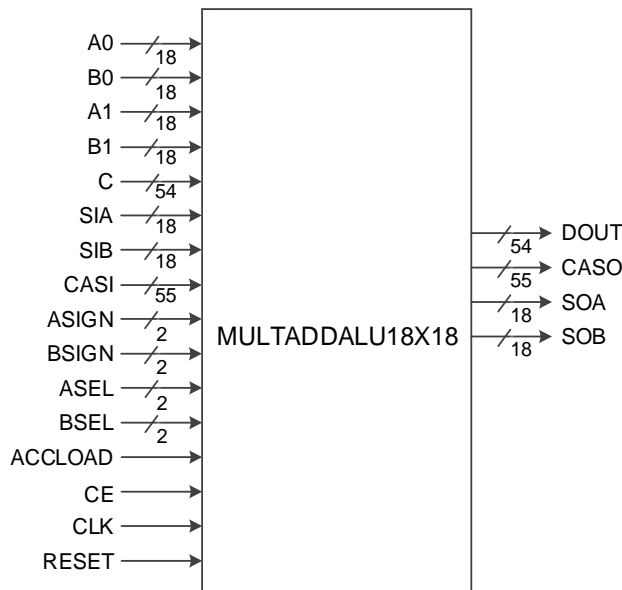 A0
18
B0
18
A1
18
B1
18
C
54
SIA
18
SIB
18
CASI
55
ASIGN
2
BSIGN
2
ASEL
2
BSEL
2
ACCLOAD
CE
CLK
RESET
MULTADDALU18X18
54
DOUT
55
CASO
18
SOA
18
SOB